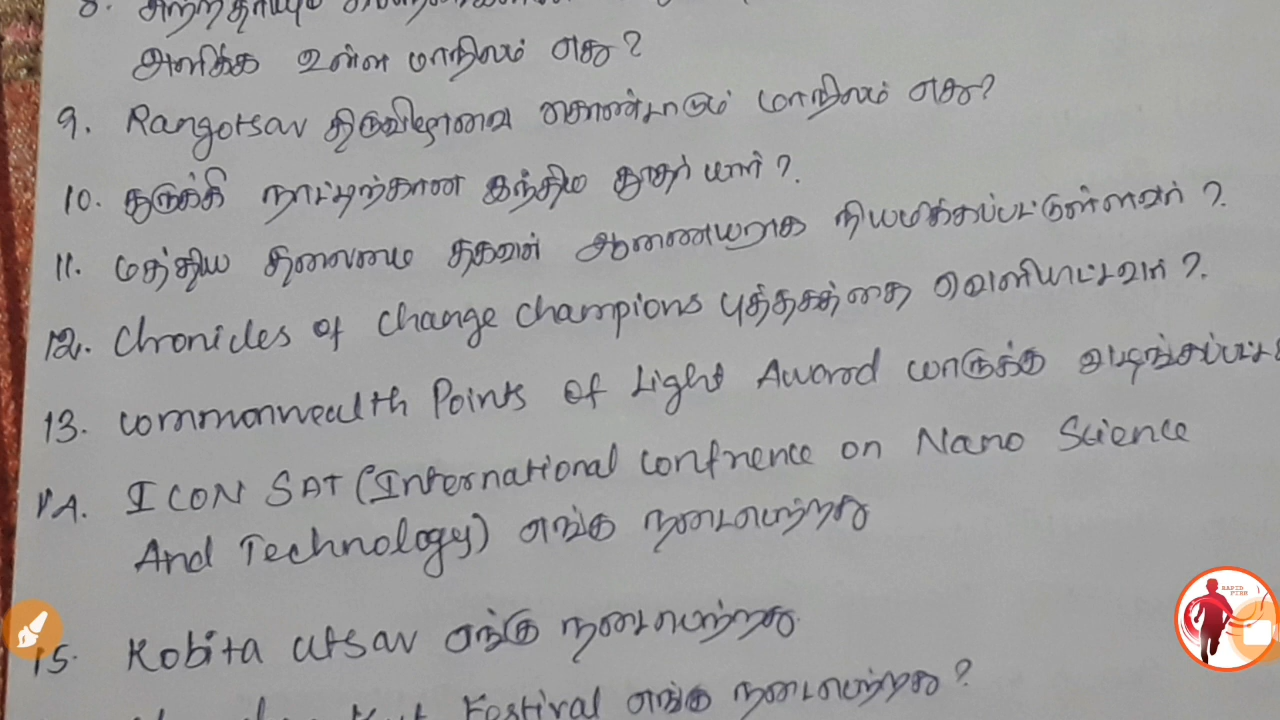 8. சுற்றுதாயும்
அளிக்க உள்ள மாநிலம் எது?
9. Rangotsav திருவிழாவை கொண்டாடும் மாநிலம் எது?
10. துருக்கி நாட்டிற்கான இந்திய தூதர் யார்?
11. மத்திய தலைமை தகவல் ஆணையராக நியமிக்கப்பட்டுள்ளவர்?
12. Chronicles of change champions புத்தகத்தை வெளியிட்டவர்?
13. Commonwealth Points of Light Award யாருக்கு
14. ICON SAT (International Confrence on Nano Science
And Technology) எங்கு நடைபெற்றது
15. Kobita utsav எங்கு நடைபெற்றது.
Festival எங்கு நடைபெற்றது?
RAPID
FIRE